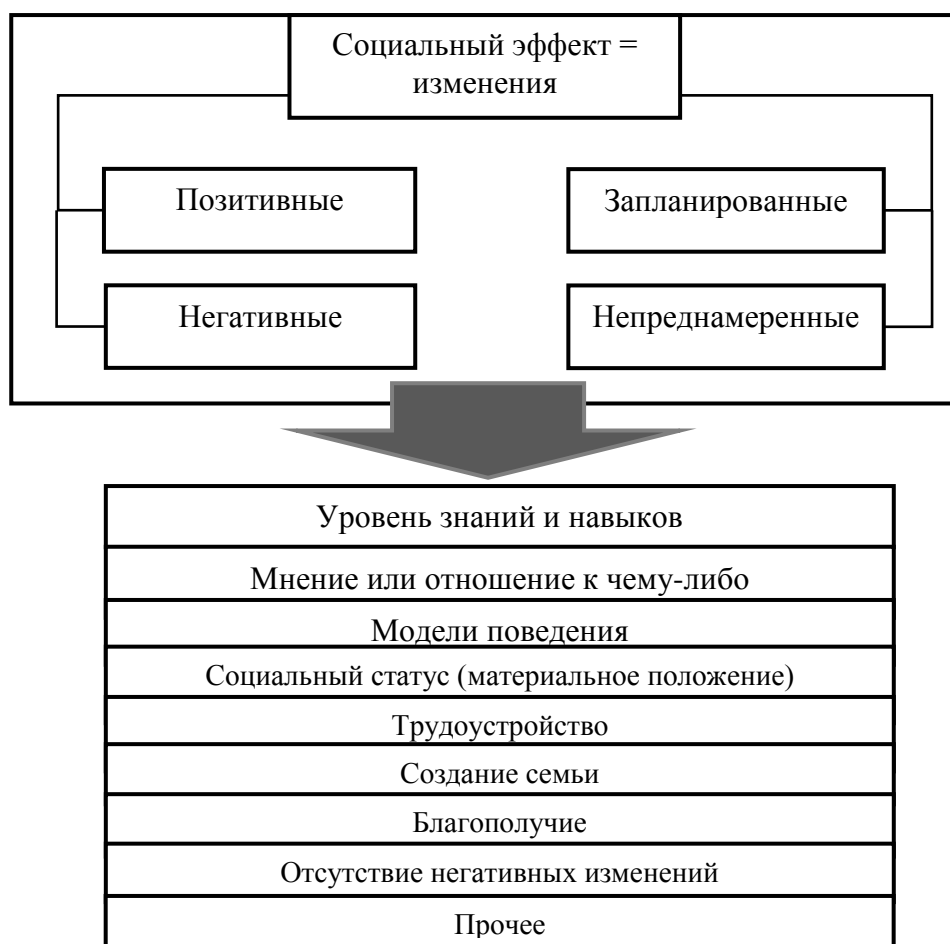 Социальный эффект =
изменения
Позитивные
Запланированные
Негативные
Непреднамеренные
Уровень знаний и навыков
Мнение или отношение к чему-либо
Модели поведения
Социальный статус (материальное положение)
Трудоустройство
Создание семьи
Благополучие
Отсутствие негативных изменений
Прочее